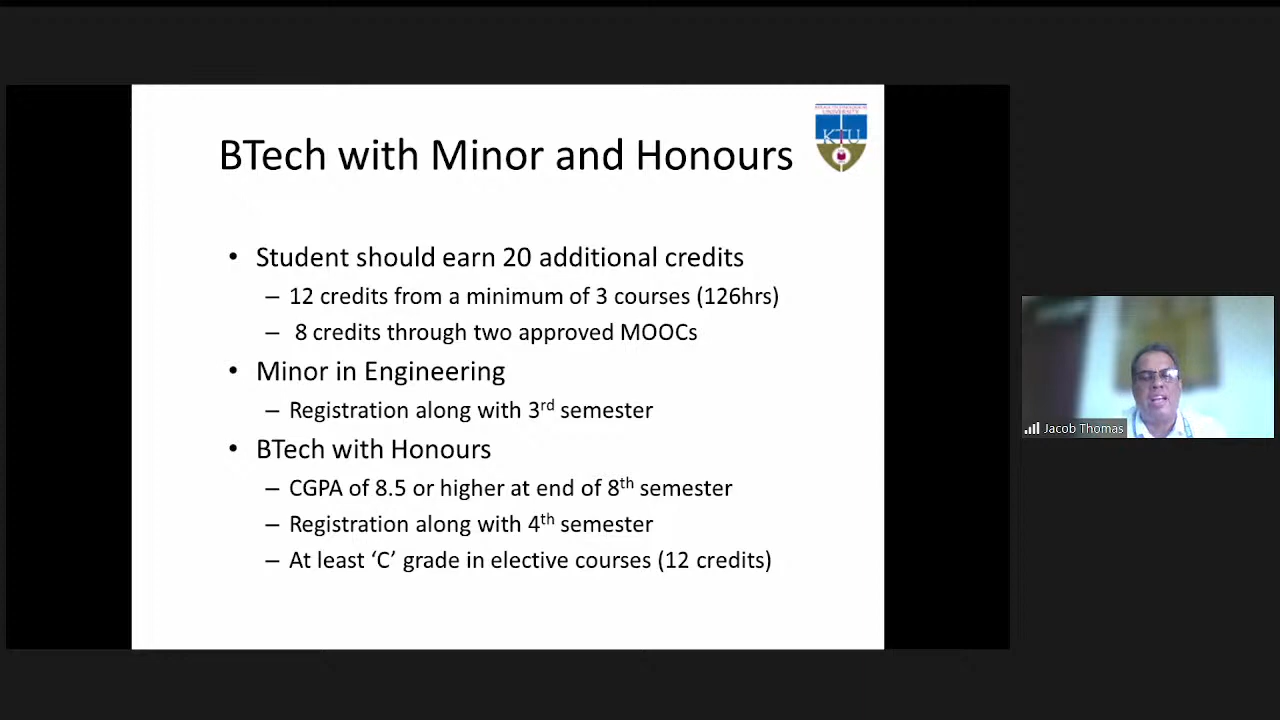 BTech with Minor and Honours
KTU
• Student should earn 20 additional credits
– 12 credits from a minimum of 3 courses (126hrs)
– 8 credits through two approved MOOCs
• Minor in Engineering
– Registration along with 3rd semester
• BTech with Honours
– CGPA of 8.5 or higher at end of 8th semester
– Registration along with 4th semester
– At least ‘C’ grade in elective courses (12 credits)
Jacob Thomas